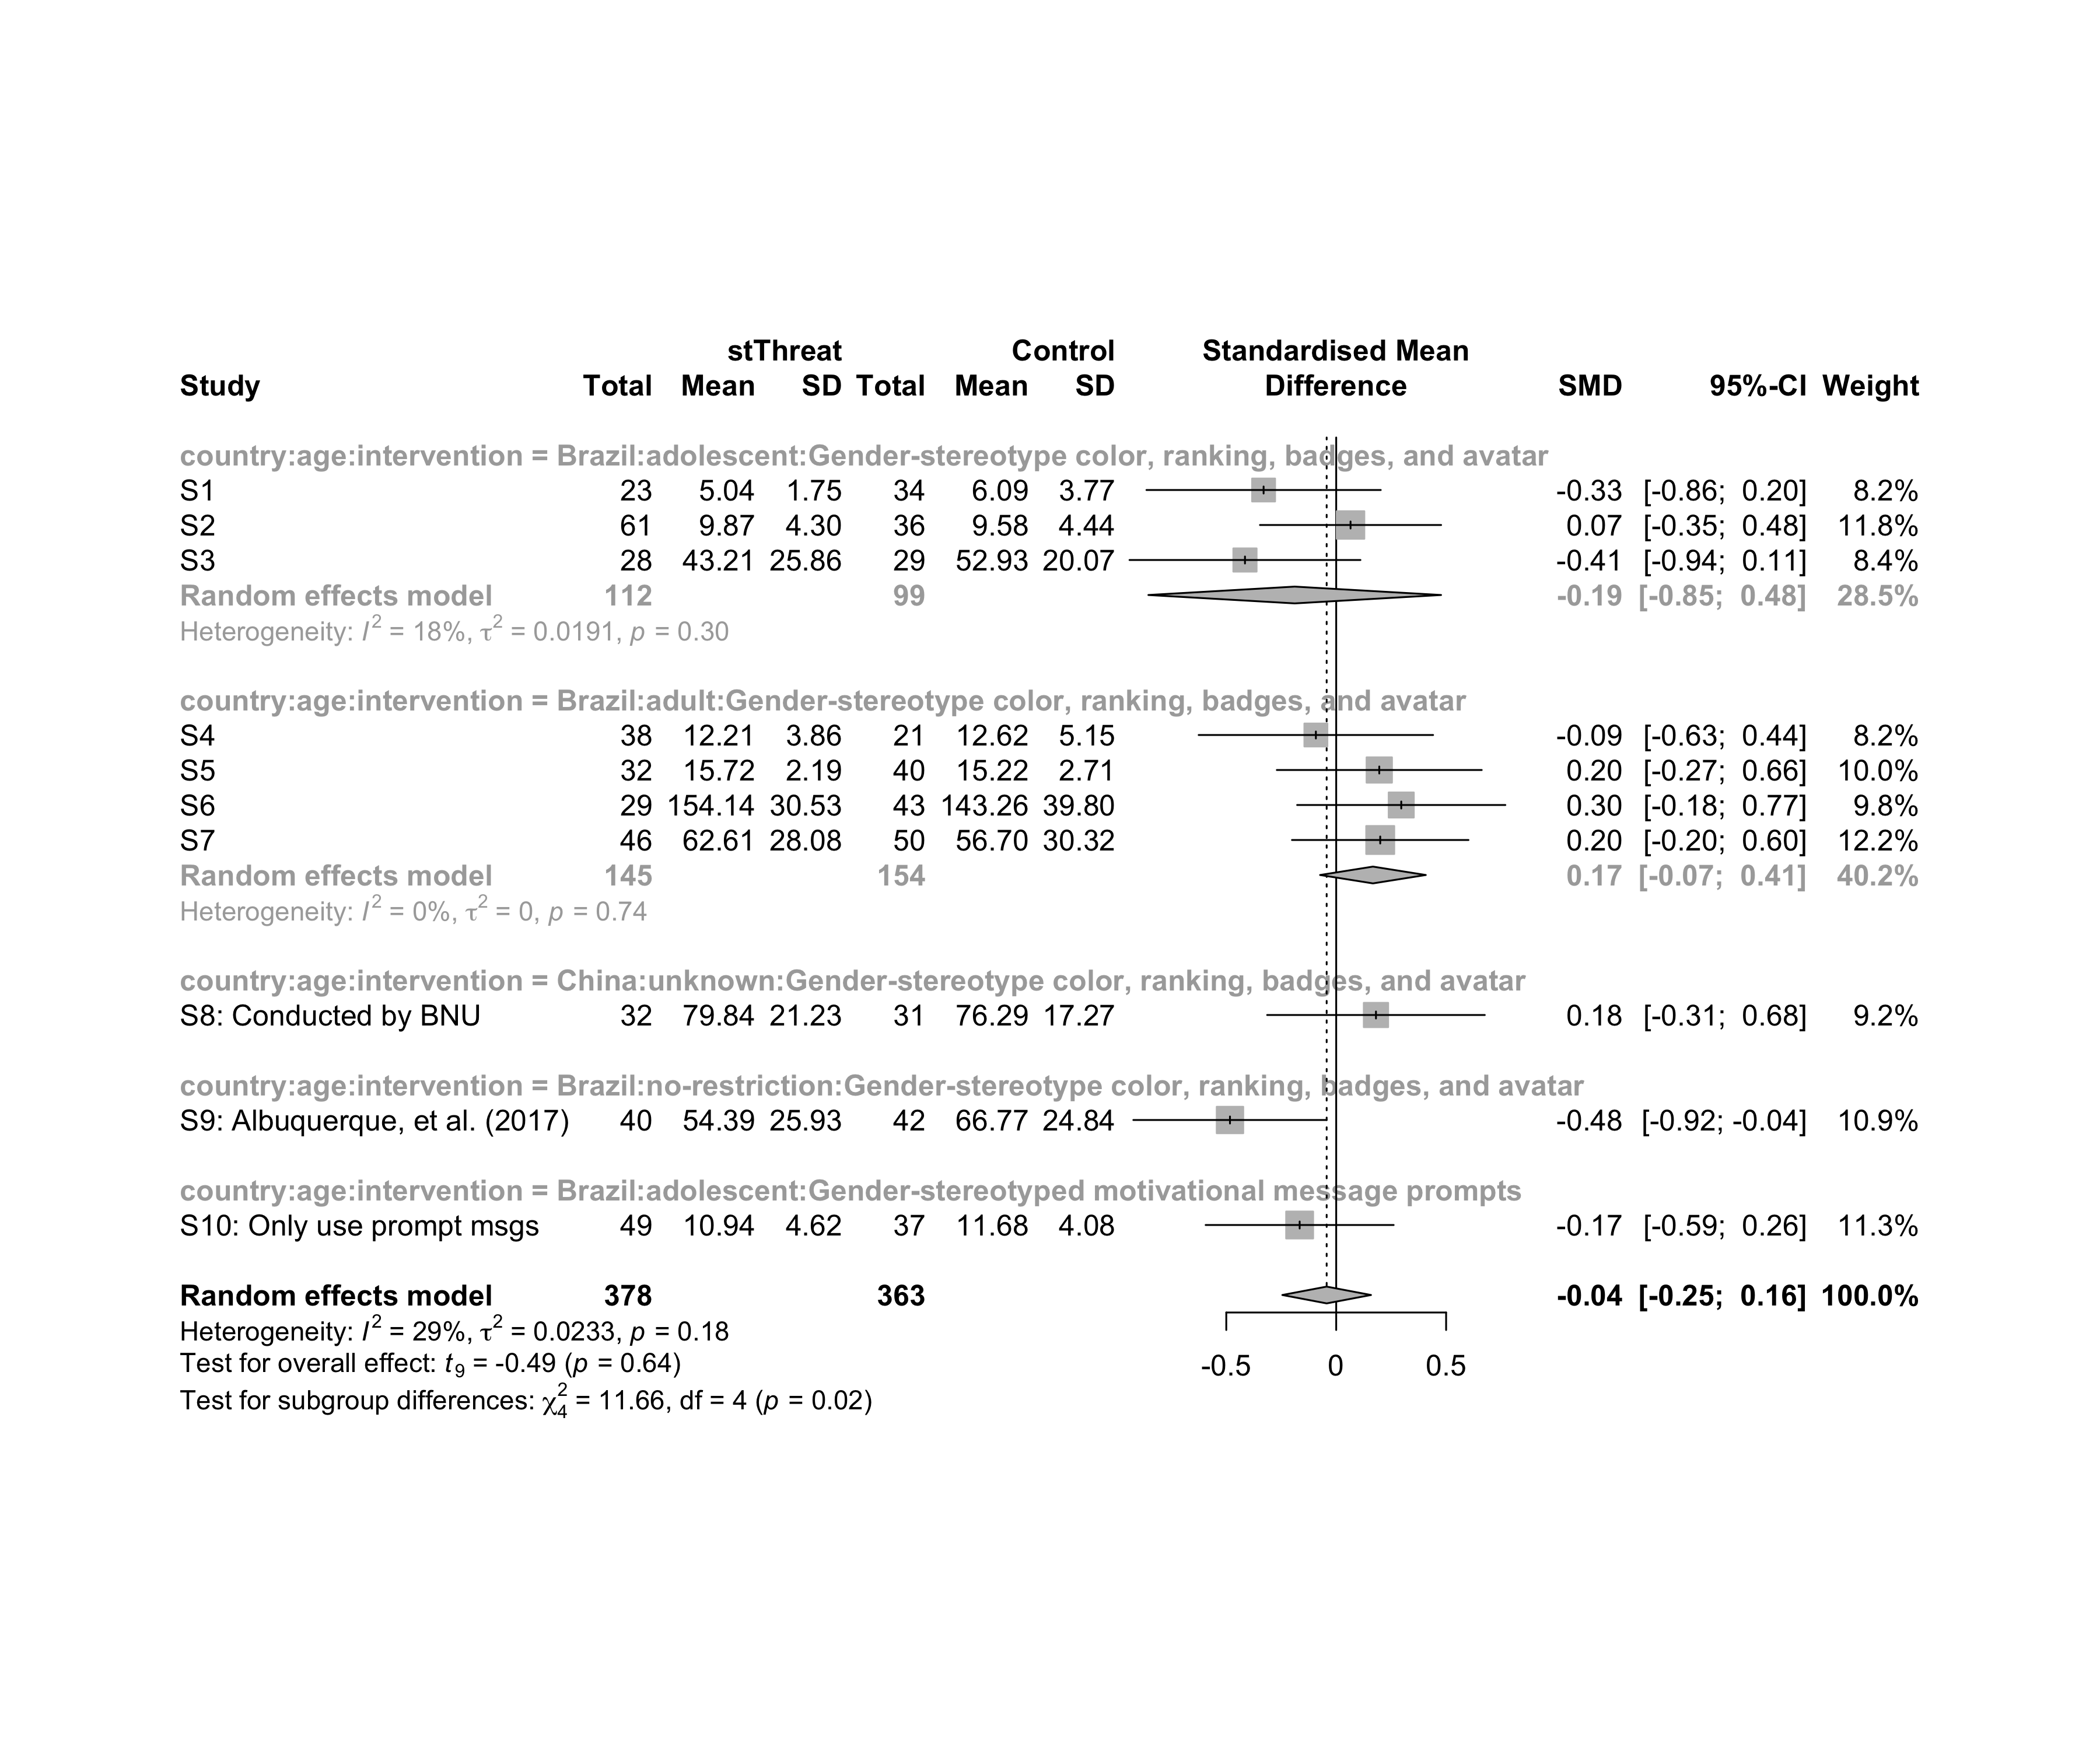 stThreat Control Standardised Mean
Study Total Mean SD Total Mean SD Difference SMD 95%-CI Weight
country:age:intervention = Brazil:adolescent:Gender-stereotype color, ranking, badges, and avatar
S1 23 5.04 1.75 34 6.09 3.77 -0.33 [-0.86; 0.20] 8.2%
S2 61 9.87 4.30 36 9.58 4.44 0.07 [-0.35; 0.48] 11.8%
S3 28 43.21 25.86 29 52.93 20.07 -0.41 [-0.94; 0.11] 8.4%
Random effects model 112 99 -0.19 [-0.85; 0.48] 28.5%
Heterogeneity: I² = 18%, τ² = 0.0191, p = 0.30
country:age:intervention = Brazil:adult:Gender-stereotype color, ranking, badges, and avatar
S4 38 12.21 3.86 21 12.62 5.15 -0.09 [-0.63; 0.44] 8.2%
S5 32 15.72 2.19 40 15.22 2.71 0.20 [-0.27; 0.66] 10.0%
S6 29 154.14 30.53 43 143.26 39.80 0.30 [-0.18; 0.77] 9.8%
S7 46 62.61 28.08 50 56.70 30.32 0.20 [-0.20; 0.60] 12.2%
Random effects model 145 154 0.17 [-0.07; 0.41] 40.2%
Heterogeneity: I² = 0%, τ² = 0, p = 0.74
country:age:intervention = China:unknown:Gender-stereotype color, ranking, badges, and avatar
S8: Conducted by BNU 32 79.84 21.23 31 76.29 17.27 0.18 [-0.31; 0.68] 9.2%
country:age:intervention = Brazil:no-restriction:Gender-stereotype color, ranking, badges, and avatar
S9: Albuquerque, et al. (2017) 40 54.39 25.93 42 66.77 24.84 -0.48 [-0.92; -0.04] 10.9%
country:age:intervention = Brazil:adolescent:Gender-stereotyped motivational message prompts
S10: Only use prompt msgs 49 10.94 4.62 37 11.68 4.08 -0.17 [-0.59; 0.26] 11.3%
Random effects model 378 363 -0.04 [-0.25; 0.16] 100.0%
Heterogeneity: I² = 29%, τ² = 0.0233, p = 0.18
Test for overall effect: t₉ = -0.49 (p = 0.64)
-0.5 0 0.5
Test for subgroup differences: χ²₄ = 11.66, df = 4 (p = 0.02)